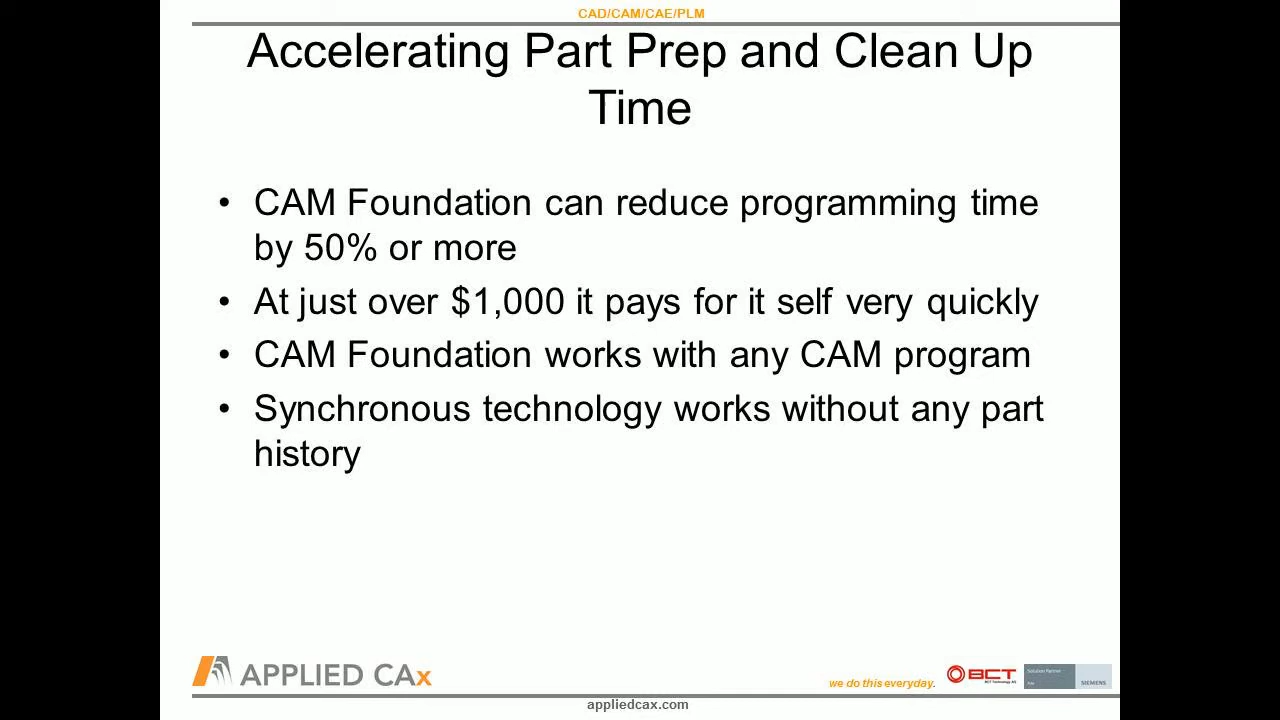 CAD/CAM/CAE/PLM
Accelerating Part Prep and Clean Up
Time
• CAM Foundation can reduce programming time
by 50% or more
• At just over $1,000 it pays for it self very quickly
• CAM Foundation works with any CAM program
• Synchronous technology works without any part
history
APPLIED CAx
we do this everyday.
BCT
BCT Technology AG
Solution Partner
SIEMENS
appliedcax.com